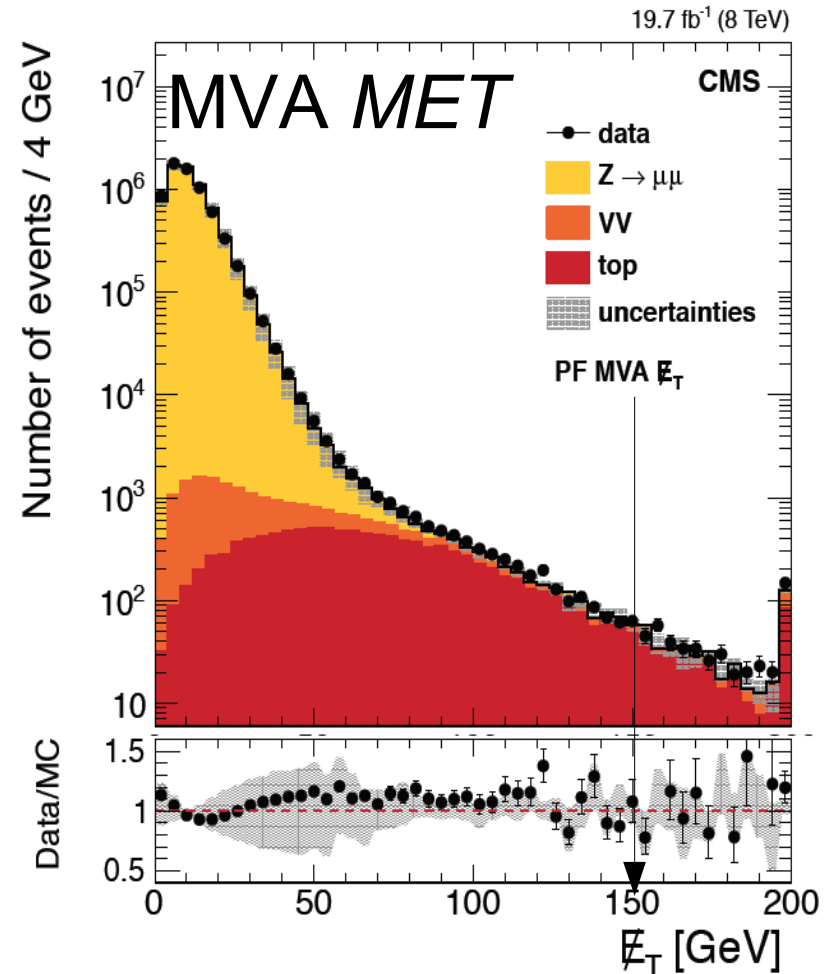 19.7 fb⁻¹ (8 TeV)
MVA MET
CMS
data
Z → μμ
VV
top
uncertainties
PF MVA E̸_T
Number of events / 4 GeV
10⁷
10⁶
10⁵
10⁴
10³
10²
10
Data/MC
1.5
1
0.5
0 50 100 150 200
E̸_T [GeV]